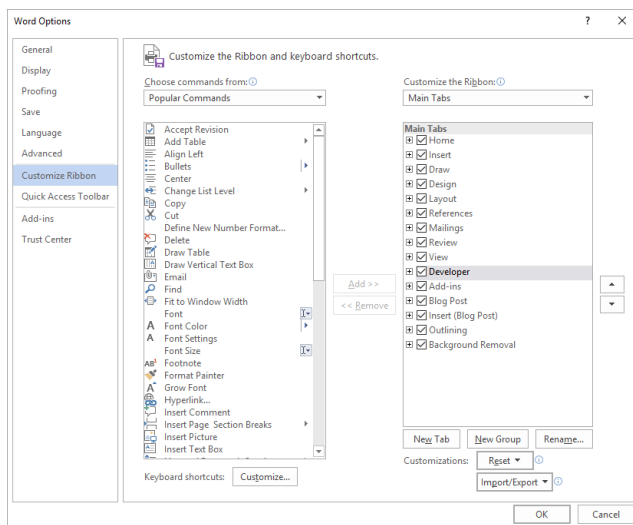 Word Options
?
X
General
Display
Proofing
Save
Language
Advanced
Customize Ribbon
Quick Access Toolbar
Add-ins
Trust Center
Customize the Ribbon and keyboard shortcuts.
Choose commands from:
Popular Commands
Accept Revision
Add Table
Align Left
Bullets
Center
Change List Level
Copy
Cut
Define New Number Format...
Delete
Draw Table
Draw Vertical Text Box
Email
Find
Fit to Window Width
Font
Font Color
Font Settings
Font Size
Footnote
Format Painter
Grow Font
Hyperlink...
Insert Comment
Insert Page  Section Breaks
Insert Picture
Insert Text Box
Keyboard shortcuts:
Customize...
Add >>
<< Remove
Customize the Ribbon:
Main Tabs
Main Tabs
Home
Insert
Draw
Design
Layout
References
Mailings
Review
View
Developer
Add-ins
Blog Post
Insert (Blog Post)
Outlining
Background Removal
New Tab
New Group
Rename...
Customizations:
Reset
Import/Export
OK
Cancel